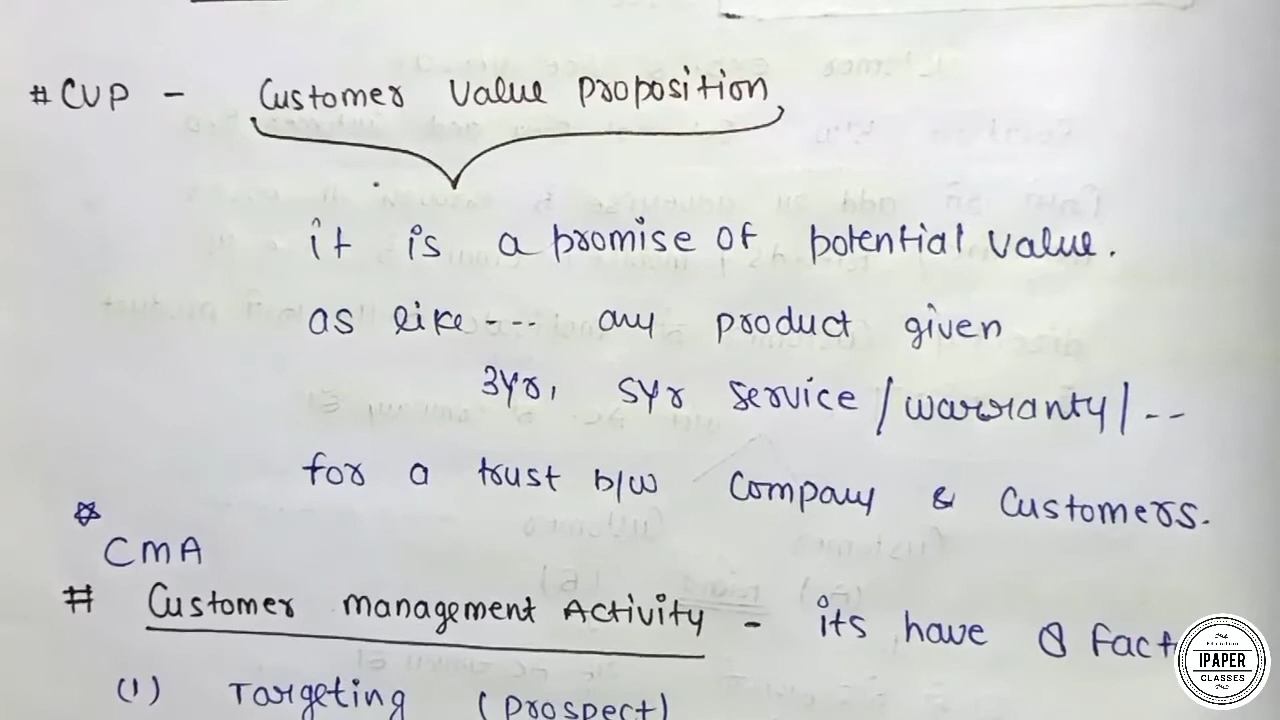 # CVP - Customer Value Proposition
it is a promise of potential value.
as like --- any product given
3yr, 5yr service / warranty / --
for a trust b/w Company & Customers.
CMA
# Customer management Activity - its have 8 fact
(1) Targeting (prospect)
IPAPER
CLASSES